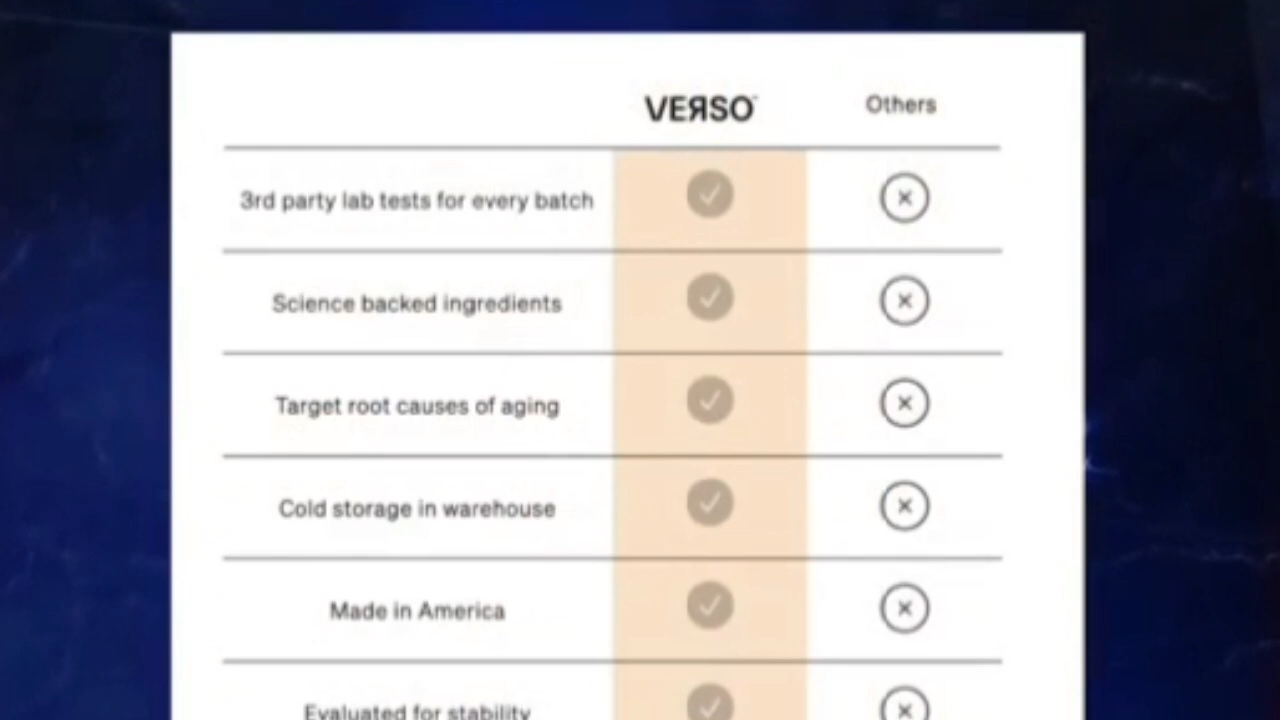 VERSO Others
3rd party lab tests for every batch
Science backed ingredients
Target root causes of aging
Cold storage in warehouse
Made in America
Evaluated for stability